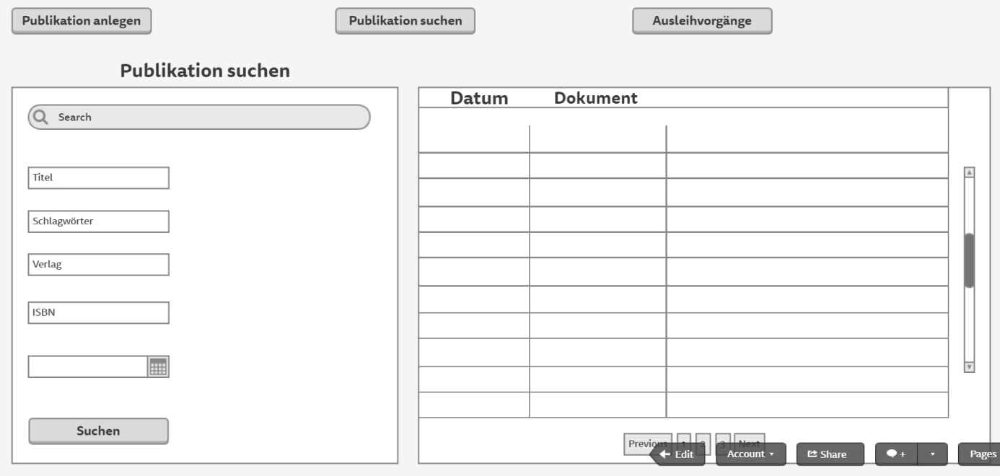 Publikation anlegen
Publikation suchen
Ausleihvorgänge
Publikation suchen
Search
Titel
Schlagwörter
Verlag
ISBN
Suchen
Datum Dokument
Previous 1 2 3 Next
Edit Account Share + Pages